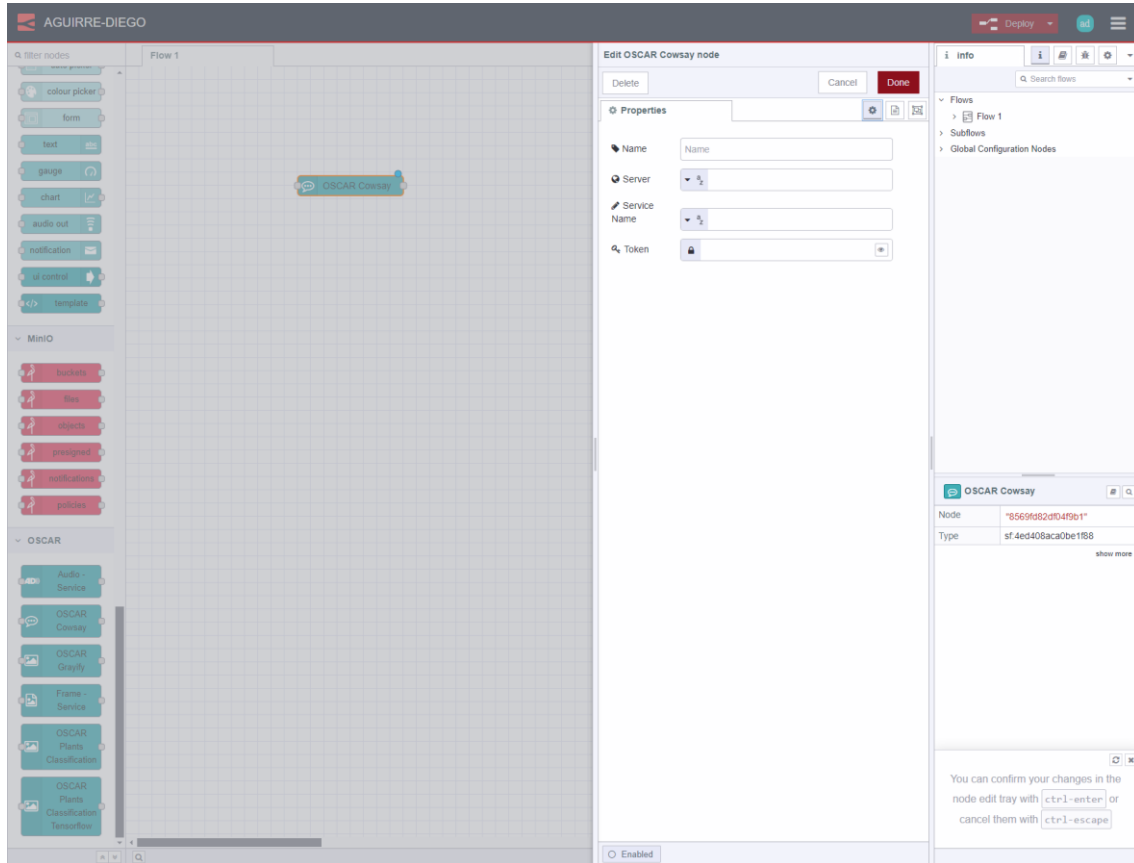 AGUIRRE-DIEGO
Deploy
ad
filter nodes
colour picker
form
text
abc
gauge
chart
audio out
notification
ui control
</> template
MinIO
buckets
files
objects
presigned
notifications
policies
OSCAR
Audio -
Service
OSCAR
Cowsay
OSCAR
Grayify
Frame -
Service
OSCAR
Plants
Classification
OSCAR
Plants
Classification
Tensorflow
Flow 1
OSCAR Cowsay
Edit OSCAR Cowsay node
Delete
Cancel
Done
Properties
Name
Name
Server
Service
Name
Token
Enabled
i info
i
Search flows
Flows
Flow 1
Subflows
Global Configuration Nodes
OSCAR Cowsay
Node "8569fd82df04f9b1"
Type sf:4ed408aca0be1f88
show more
You can confirm your changes in the
node edit tray with ctrl-enter or
cancel them with ctrl-escape